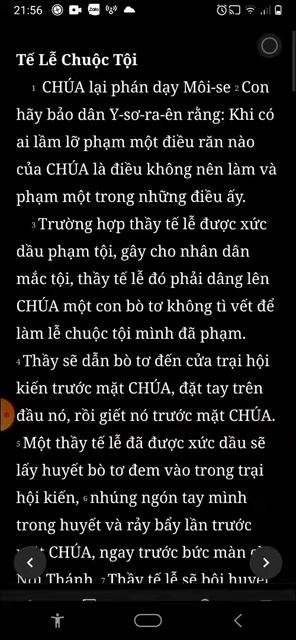 21:56
Zalo
Tế Lễ Chuộc Tội
1 CHÚA lại phán dạy Môi-se 2 Con
hãy bảo dân Y-sơ-ra-ên rằng: Khi có
ai lầm lỡ phạm một điều răn nào
của CHÚA là điều không nên làm và
phạm một trong những điều ấy.
3 Trường hợp thầy tế lễ được xức
dầu phạm tội, gây cho nhân dân
mắc tội, thầy tế lễ đó phải dâng lên
CHÚA một con bò tơ không tì vết để
làm lễ chuộc tội mình đã phạm.
4 Thầy sẽ dẫn bò tơ đến cửa trại hội
kiến trước mặt CHÚA, đặt tay trên
đầu nó, rồi giết nó trước mặt CHÚA.
5 Một thầy tế lễ đã được xức dầu sẽ
lấy huyết bò tơ đem vào trong trại
hội kiến, 6 nhúng ngón tay mình
trong huyết và rảy bẩy lần trước
CHÚA, ngay trước bức màn
Thánh. 7 Thầy tế lễ sẽ bôi huyết